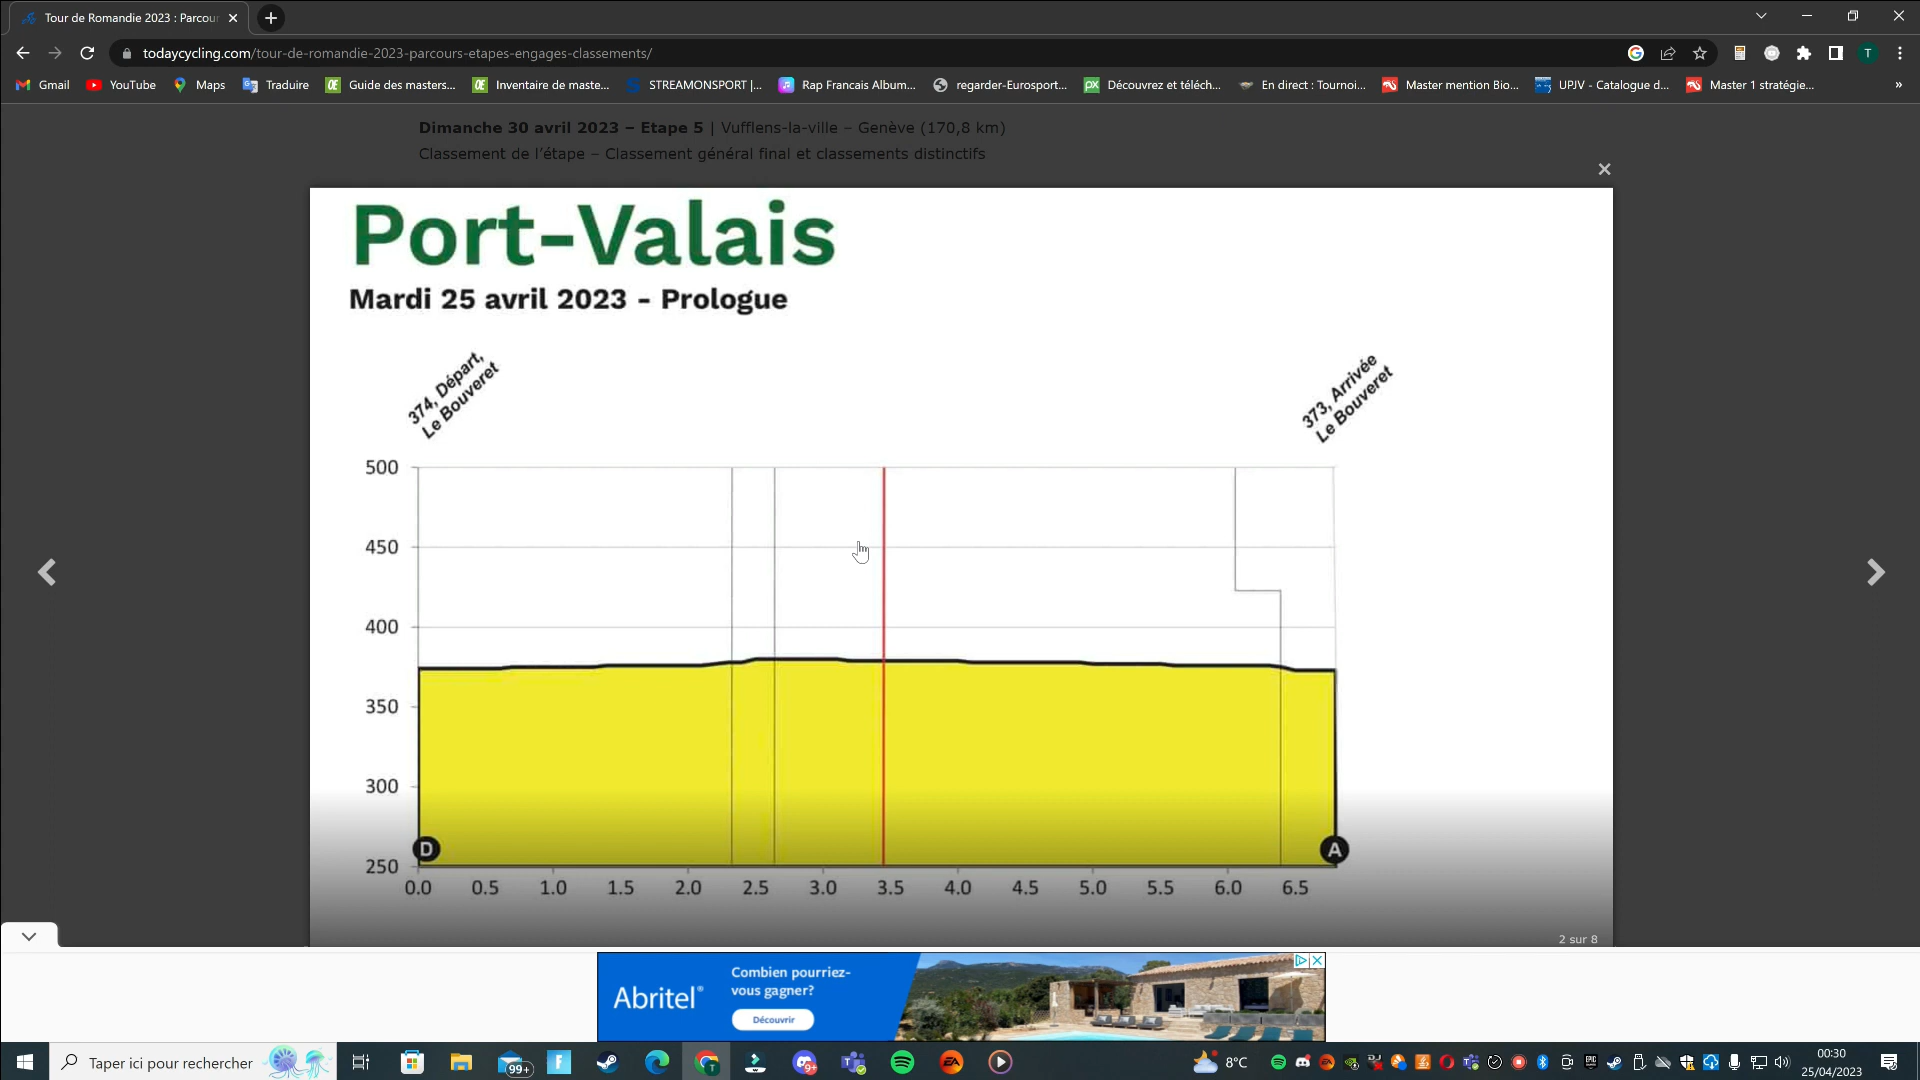 Tour de Romandie 2023 : Parcour
todaycycling.com/tour-de-romandie-2023-parcours-etapes-engages-classements/
T
Gmail
YouTube
Maps
Traduire
Guide des masters...
Inventaire de maste...
STREAMONSPORT |...
Rap Francais Album...
regarder-Eurosport...
Découvrez et téléch...
En direct : Tournoi...
Master mention Bio...
UPJV - Catalogue d...
Master 1 stratégie...
»
Dimanche 30 avril 2023 – Etape 5 | Vufflens-la-ville – Genève (170,8 km)
Classement de l’étape – Classement général final et classements distinctifs
Port-Valais
Mardi 25 avril 2023 - Prologue
374, Départ,
Le Bouveret
373, Arrivée
Le Bouveret
500
450
400
350
300
250
D
A
0.0 0.5 1.0 1.5 2.0 2.5 3.0 3.5 4.0 4.5 5.0 5.5 6.0 6.5
2 sur 8
Abritel®
Combien pourriez-
vous gagner?
Découvrir
Taper ici pour rechercher
99+
8°C
00:30
25/04/2023